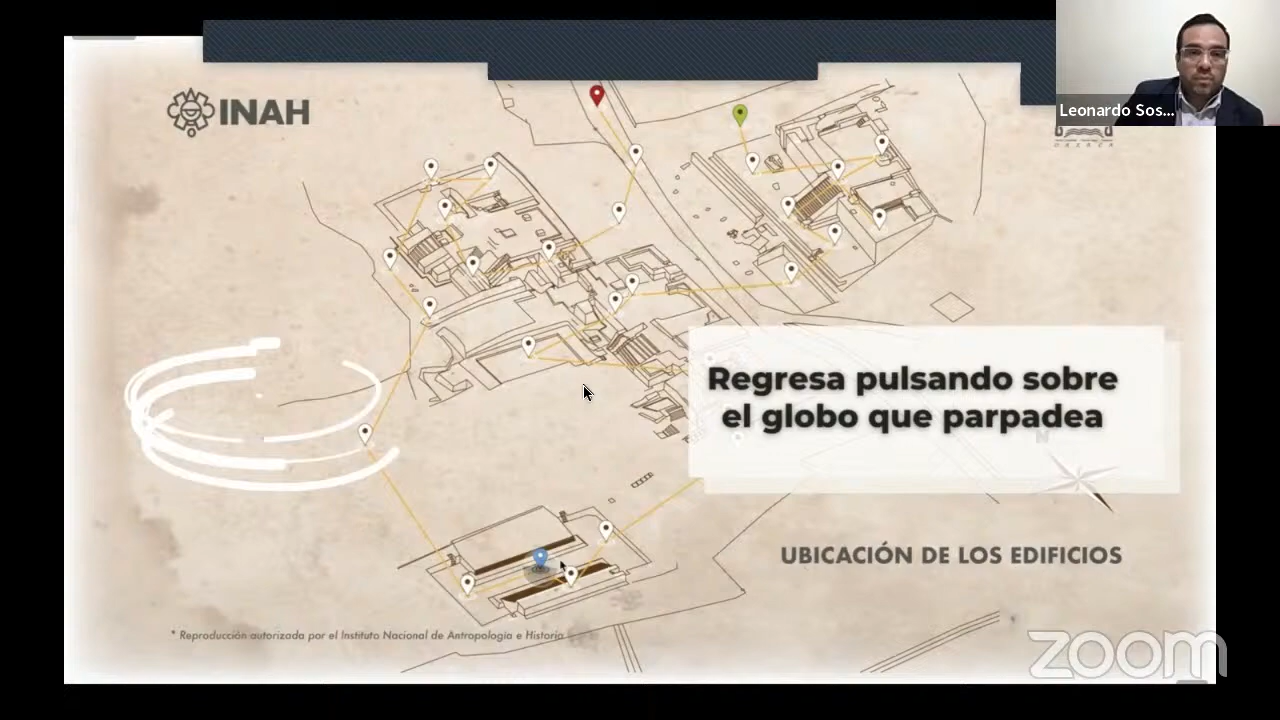 INAH
Leonardo Sos...
OAXACA
Regresa pulsando sobre
el globo que parpadea
N
UBICACIÓN DE LOS EDIFICIOS
* Reproducción autorizada por el Instituto Nacional de Antropología e Historia
zoom